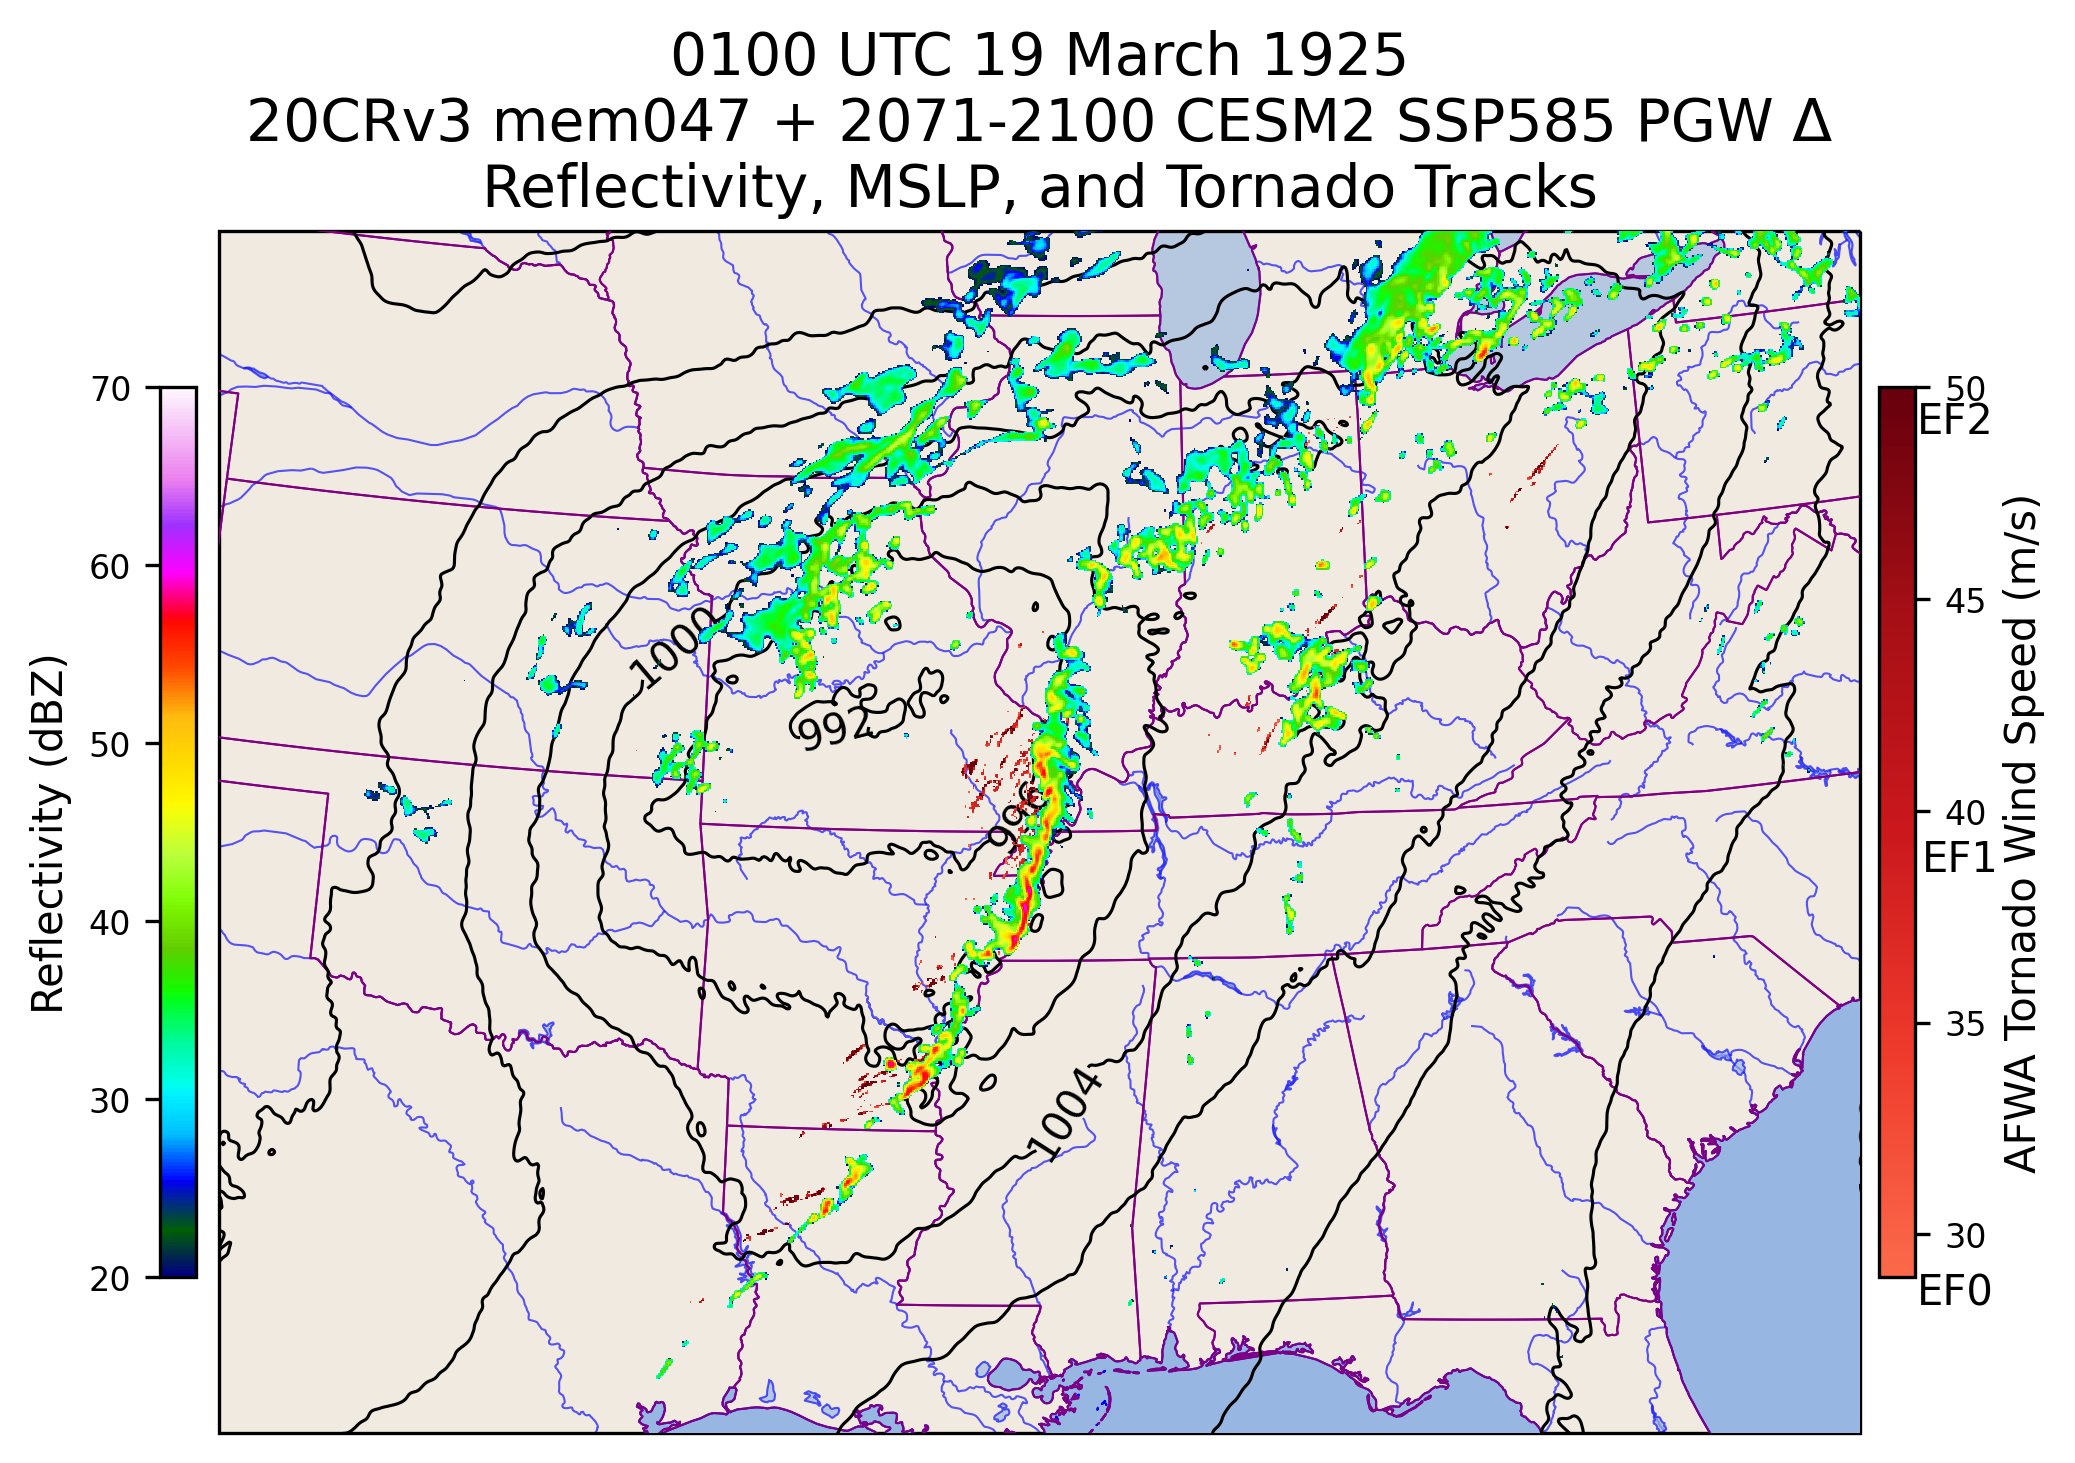 0100 UTC 19 March 1925
20CRv3 mem047 + 2071-2100 CESM2 SSP585 PGW Δ
Reflectivity, MSLP, and Tornado Tracks
70
60
50
40
30
20
Reflectivity (dBZ)
1000
992
996
1004
50
EF2
45
40
EF1
35
30
EF0
AFWA Tornado Wind Speed (m/s)